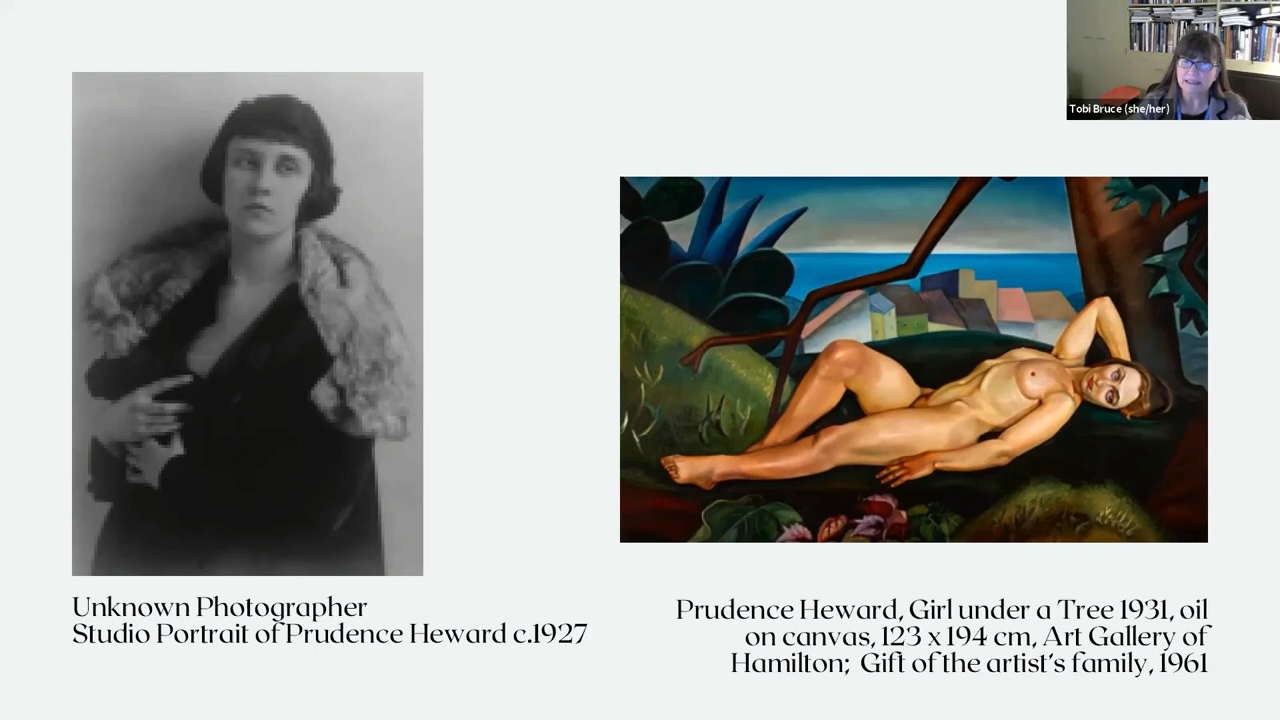 Tobi Bruce (she/her)
Unknown Photographer
Studio Portrait of Prudence Heward c.1927
Prudence Heward, Girl under a Tree 1931, oil
on canvas, 123 x 194 cm, Art Gallery of
Hamilton;  Gift of the artist's family, 1961